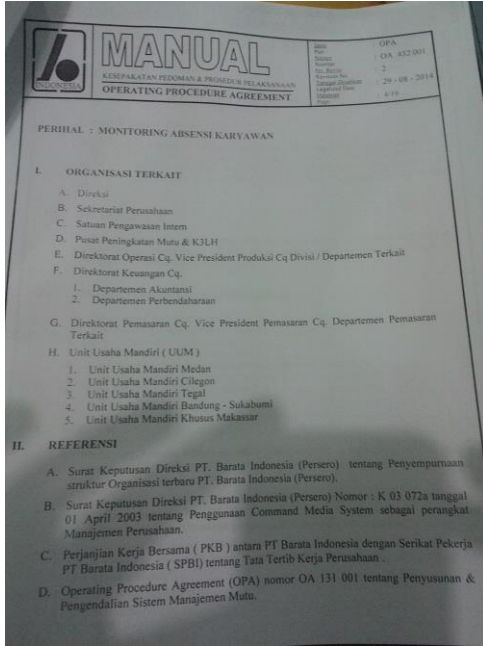 INDONESIA
MANUAL
KESEPAKATAN PEDOMAN & PROSEDUR PELAKSANAAN
OPERATING PROCEDURE AGREEMENT
: OPA
: OA 432 001
: 2
: 29 - 08 - 2014
: 4/19
PERIHAL : MONITORING ABSENSI KARYAWAN
I. ORGANISASI TERKAIT
A. Direksi
B. Sekretariat Perusahaan
C. Satuan Pengawasan Intern
D. Pusat Peningkatan Mutu & K3LH
E. Direktorat Operasi Cq. Vice President Produksi Cq Divisi / Departemen Terkait
F. Direktorat Keuangan Cq.
1. Departemen Akuntansi
2. Departemen Perbendaharaan
G. Direktorat Pemasaran Cq. Vice President Pemasaran Cq. Departemen Pemasaran
Terkait
H. Unit Usaha Mandiri ( UUM )
1. Unit Usaha Mandiri Medan
2. Unit Usaha Mandiri Cilegon
3. Unit Usaha Mandiri Tegal
4. Unit Usaha Mandiri Bandung - Sukabumi
5. Unit Usaha Mandiri Khusus Makassar
II. REFERENSI
A. Surat Keputusan Direksi PT. Barata Indonesia (Persero) tentang Penyempurnaan
struktur Organisasi terbaru PT. Barata Indonesia (Persero).
B. Surat Keputusan Direksi PT. Barata Indonesia (Persero) Nomor : K 03 072a tanggal
01 April 2003 tentang Penggunaan Command Media System sebagai perangkat
Manajemen Perusahaan.
C. Perjanjian Kerja Bersama ( PKB ) antara PT Barata Indonesia dengan Serikat Pekerja
PT Barata Indonesia ( SPBI) tentang Tata Tertib Kerja Perusahaan .
D. Operating Procedure Agreement (OPA) nomor OA 131 001 tentang Penyusunan &
Pengendalian Sistem Manajemen Mutu.